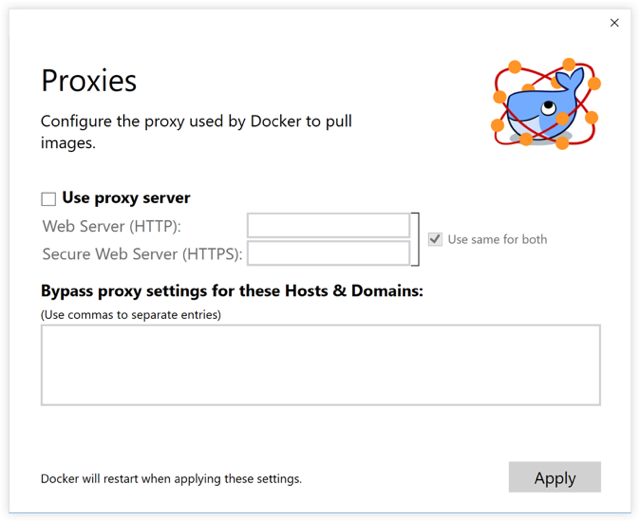 Proxies
Configure the proxy used by Docker to pull
images.
Use proxy server
Web Server (HTTP):
Secure Web Server (HTTPS):
Use same for both
Bypass proxy settings for these Hosts & Domains:
(Use commas to separate entries)
Docker will restart when applying these settings.
Apply